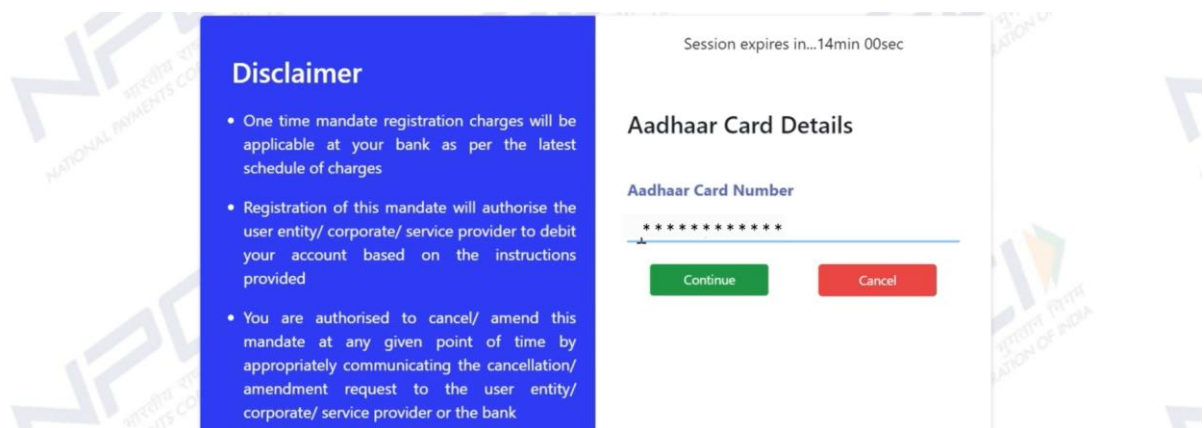 Disclaimer
• One time mandate registration charges will be
applicable at your bank as per the latest
schedule of charges
• Registration of this mandate will authorise the
user entity/ corporate/ service provider to debit
your account based on the instructions
provided
• You are authorised to cancel/ amend this
mandate at any given point of time by
appropriately communicating the cancellation/
amendment request to the user entity/
corporate/ service provider or the bank
Session expires in...14min 00sec
Aadhaar Card Details
Aadhaar Card Number
* * * * * * * * * * * *
Continue
Cancel